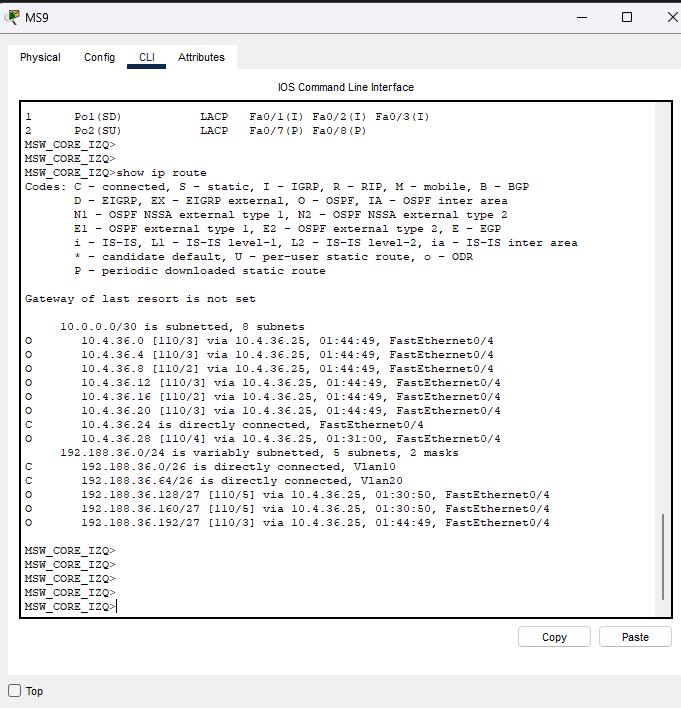 MS9
Physical Config CLI Attributes
IOS Command Line Interface
1 Po1(SD) LACP Fa0/1(I) Fa0/2(I) Fa0/3(I)
2 Po2(SU) LACP Fa0/7(P) Fa0/8(P)
MSW_CORE_IZQ>
MSW_CORE_IZQ>
MSW_CORE_IZQ>show ip route
Codes: C - connected, S - static, I - IGRP, R - RIP, M - mobile, B - BGP
D - EIGRP, EX - EIGRP external, O - OSPF, IA - OSPF inter area
N1 - OSPF NSSA external type 1, N2 - OSPF NSSA external type 2
E1 - OSPF external type 1, E2 - OSPF external type 2, E - EGP
i - IS-IS, L1 - IS-IS level-1, L2 - IS-IS level-2, ia - IS-IS inter area
* - candidate default, U - per-user static route, o - ODR
P - periodic downloaded static route
Gateway of last resort is not set
10.0.0.0/30 is subnetted, 8 subnets
O 10.4.36.0 [110/3] via 10.4.36.25, 01:44:49, FastEthernet0/4
O 10.4.36.4 [110/3] via 10.4.36.25, 01:44:49, FastEthernet0/4
O 10.4.36.8 [110/2] via 10.4.36.25, 01:44:49, FastEthernet0/4
O 10.4.36.12 [110/3] via 10.4.36.25, 01:44:49, FastEthernet0/4
O 10.4.36.16 [110/2] via 10.4.36.25, 01:44:49, FastEthernet0/4
O 10.4.36.20 [110/3] via 10.4.36.25, 01:44:49, FastEthernet0/4
C 10.4.36.24 is directly connected, FastEthernet0/4
O 10.4.36.28 [110/4] via 10.4.36.25, 01:31:00, FastEthernet0/4
192.188.36.0/24 is variably subnetted, 5 subnets, 2 masks
C 192.188.36.0/26 is directly connected, Vlan10
C 192.188.36.64/26 is directly connected, Vlan20
O 192.188.36.128/27 [110/5] via 10.4.36.25, 01:30:50, FastEthernet0/4
O 192.188.36.160/27 [110/5] via 10.4.36.25, 01:30:50, FastEthernet0/4
O 192.188.36.192/27 [110/3] via 10.4.36.25, 01:44:49, FastEthernet0/4
MSW_CORE_IZQ>
MSW_CORE_IZQ>
MSW_CORE_IZQ>
MSW_CORE_IZQ>
MSW_CORE_IZQ>
Copy Paste
Top